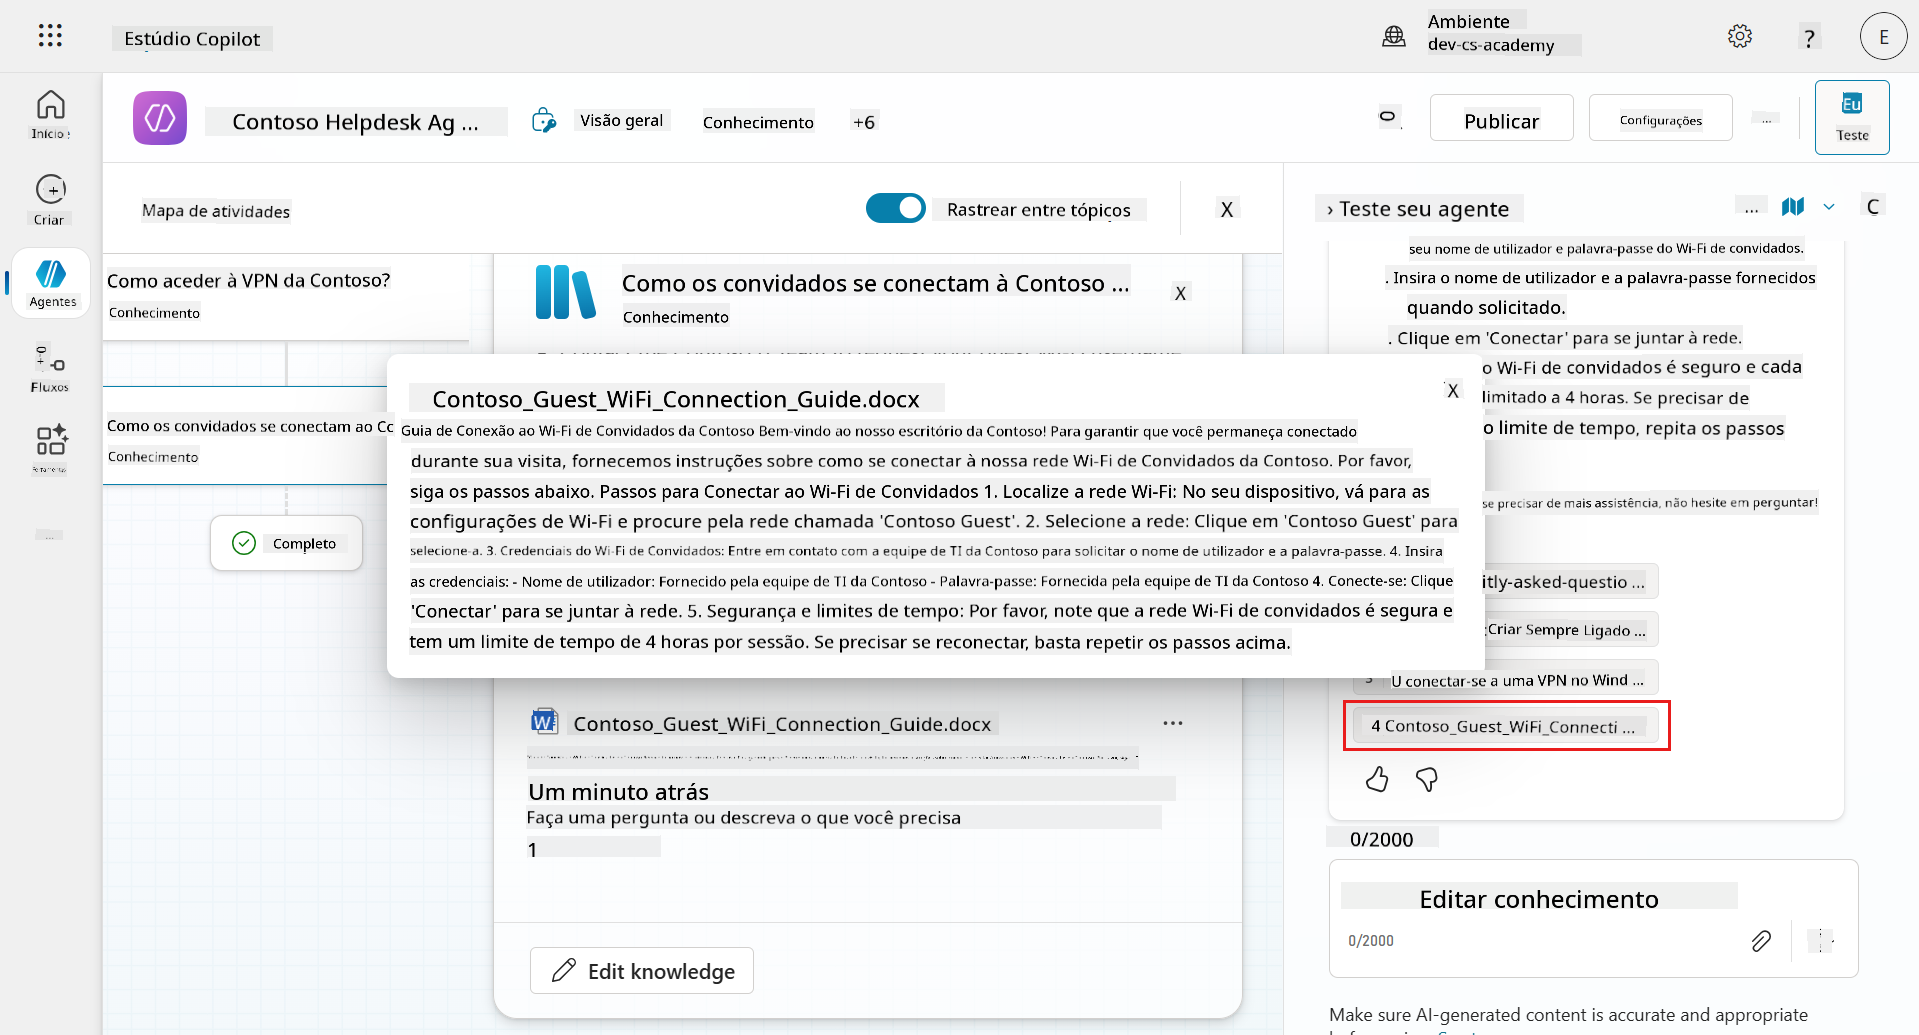 Estúdio Copilot
Ambiente
dev-cs-academy
?
E
Início
Criar
Agentes
Fluxos
...
Contoso Helpdesk Ag ...
Visão geral
Conhecimento
+6
Publicar
Configurações
...
Eu
Teste
Mapa de atividades
Rastrear entre tópicos
X
Como aceder à VPN da Contoso?
Conhecimento
Como os convidados se conectam ao Cc
Conhecimento
Completo
Como os convidados se conectam à Contoso ...
Conhecimento
X
Contoso_Guest_WiFi_Connection_Guide.docx
X
Guia de Conexão ao Wi-Fi de Convidados da Contoso Bem-vindo ao nosso escritório da Contoso! Para garantir que você permaneça conectado
durante sua visita, fornecemos instruções sobre como se conectar à nossa rede Wi-Fi de Convidados da Contoso. Por favor,
siga os passos abaixo. Passos para Conectar ao Wi-Fi de Convidados 1. Localize a rede Wi-Fi: No seu dispositivo, vá para as
configurações de Wi-Fi e procure pela rede chamada 'Contoso Guest'. 2. Selecione a rede: Clique em 'Contoso Guest' para
selecione-a. 3. Credenciais do Wi-Fi de Convidados: Entre em contato com a equipe de TI da Contoso para solicitar o nome de utilizador e a palavra-passe. 4. Insira
as credenciais: - Nome de utilizador: Fornecido pela equipe de TI da Contoso - Palavra-passe: Fornecida pela equipe de TI da Contoso 4. Conecte-se: Clique
'Conectar' para se juntar à rede. 5. Segurança e limites de tempo: Por favor, note que a rede Wi-Fi de convidados é segura e
tem um limite de tempo de 4 horas por sessão. Se precisar se reconectar, basta repetir os passos acima.
Contoso_Guest_WiFi_Connection_Guide.docx
...
Um minuto atrás
Faça uma pergunta ou descreva o que você precisa
1
Edit knowledge
› Teste seu agente
...
C
seu nome de utilizador e palavra-passe do Wi-Fi de convidados.
. Insira o nome de utilizador e a palavra-passe fornecidos
quando solicitado.
. Clique em 'Conectar' para se juntar à rede.
o Wi-Fi de convidados é seguro e cada
limitado a 4 horas. Se precisar de
o limite de tempo, repita os passos
se precisar de mais assistência, não hesite em perguntar!
itly-asked-questio ...
Criar Sempre Ligado ...
U conectar-se a uma VPN no Wind ...
4 Contoso_Guest_WiFi_Connecti ...
0/2000
Editar conhecimento
0/2000
Make sure AI-generated content is accurate and appropriate